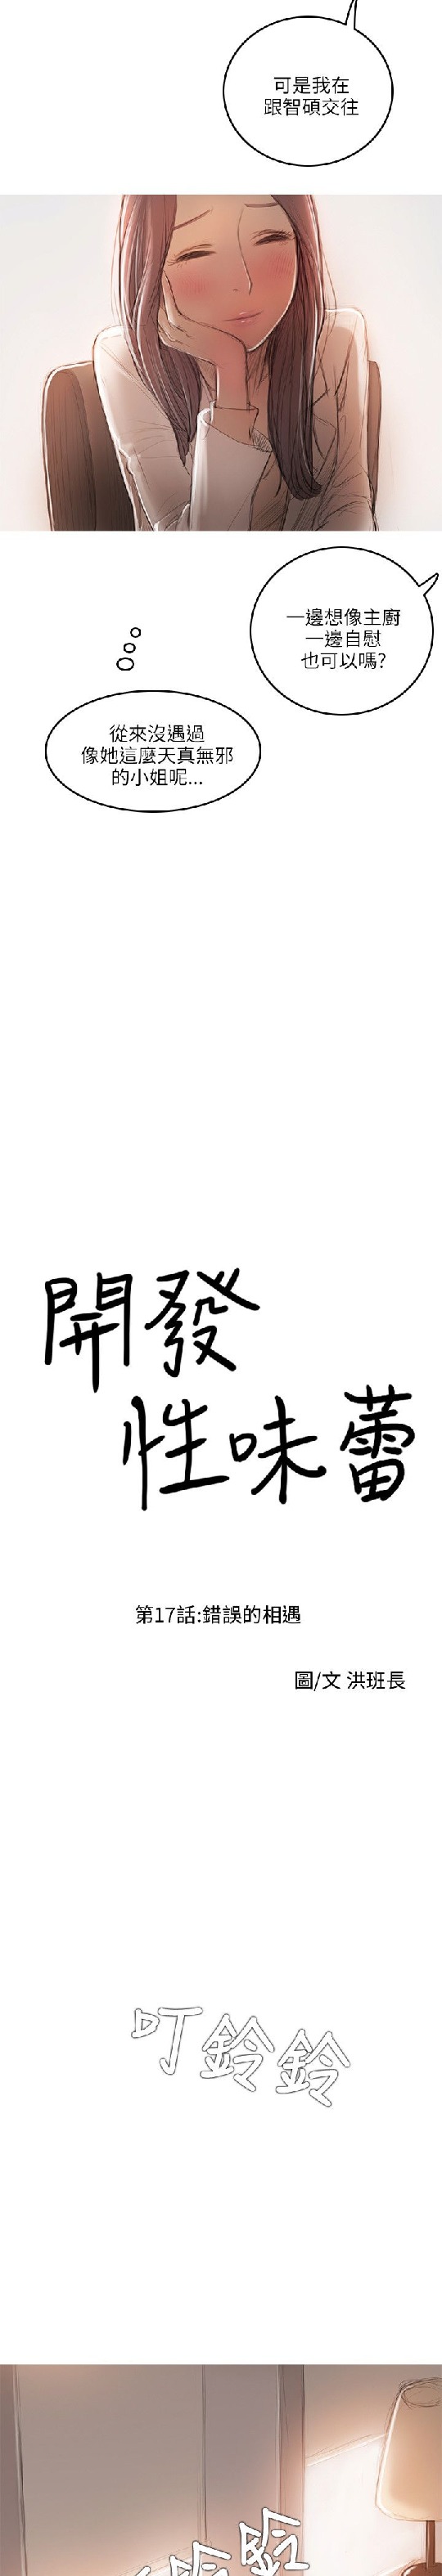 可是我在
跟智碩交往
一邊想像主廚
一邊自慰
也可以嗎?
從來沒遇過
像她這麼天真無邪
的小姐呢...
開發
性味蕾
第17話:錯誤的相遇
圖/文 洪班長
叮鈴鈴
鈴鈴